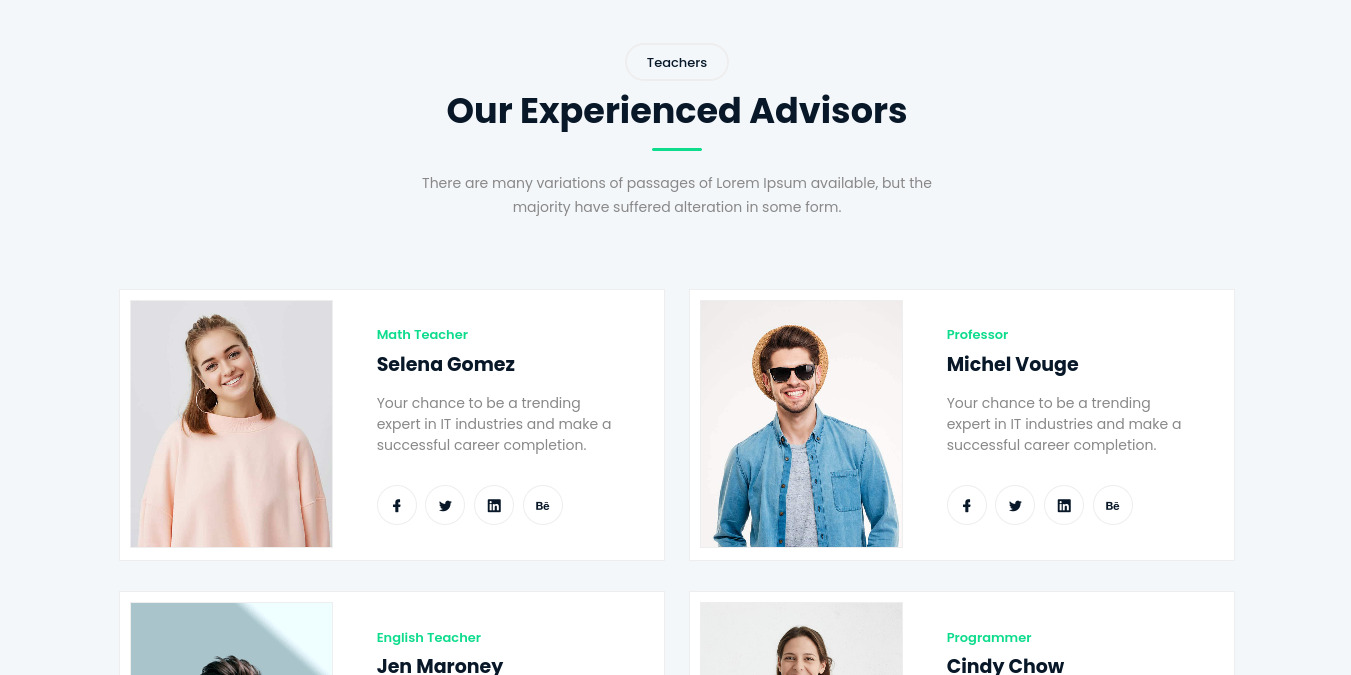 Teachers
Our Experienced Advisors
There are many variations of passages of Lorem Ipsum available, but the
majority have suffered alteration in some form.
Math Teacher
Selena Gomez
Your chance to be a trending
expert in IT industries and make a
successful career completion.
Bē
Professor
Michel Vouge
Your chance to be a trending
expert in IT industries and make a
successful career completion.
Bē
English Teacher
Jen Maroney
Programmer
Cindy Chow